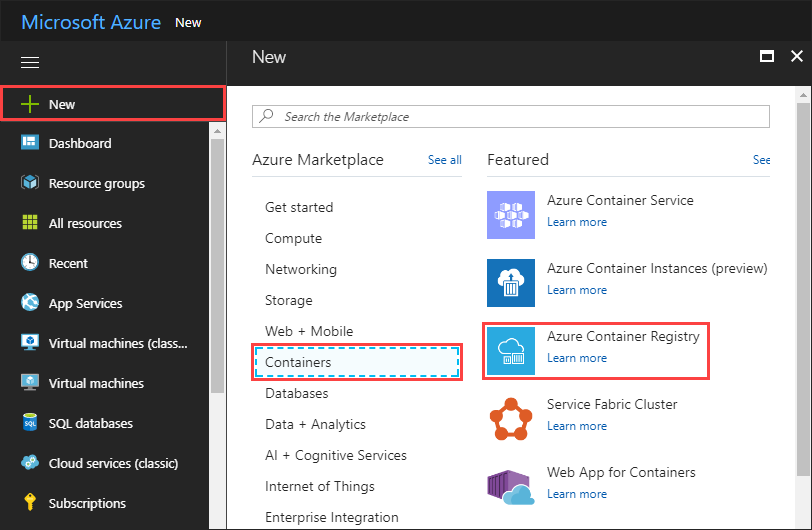 Microsoft Azure New
New
Dashboard
Resource groups
All resources
Recent
App Services
Virtual machines (class...
Virtual machines
SQL
SQL databases
Cloud services (classic)
Subscriptions
New
Search the Marketplace
Azure Marketplace
See all
Get started
Compute
Networking
Storage
Web + Mobile
Containers
Databases
Data + Analytics
AI + Cognitive Services
Internet of Things
Enterprise Integration
Featured
See
Azure Container Service
Learn more
Azure Container Instances (preview)
Learn more
Azure Container Registry
Learn more
Service Fabric Cluster
Learn more
Web App for Containers
Learn more